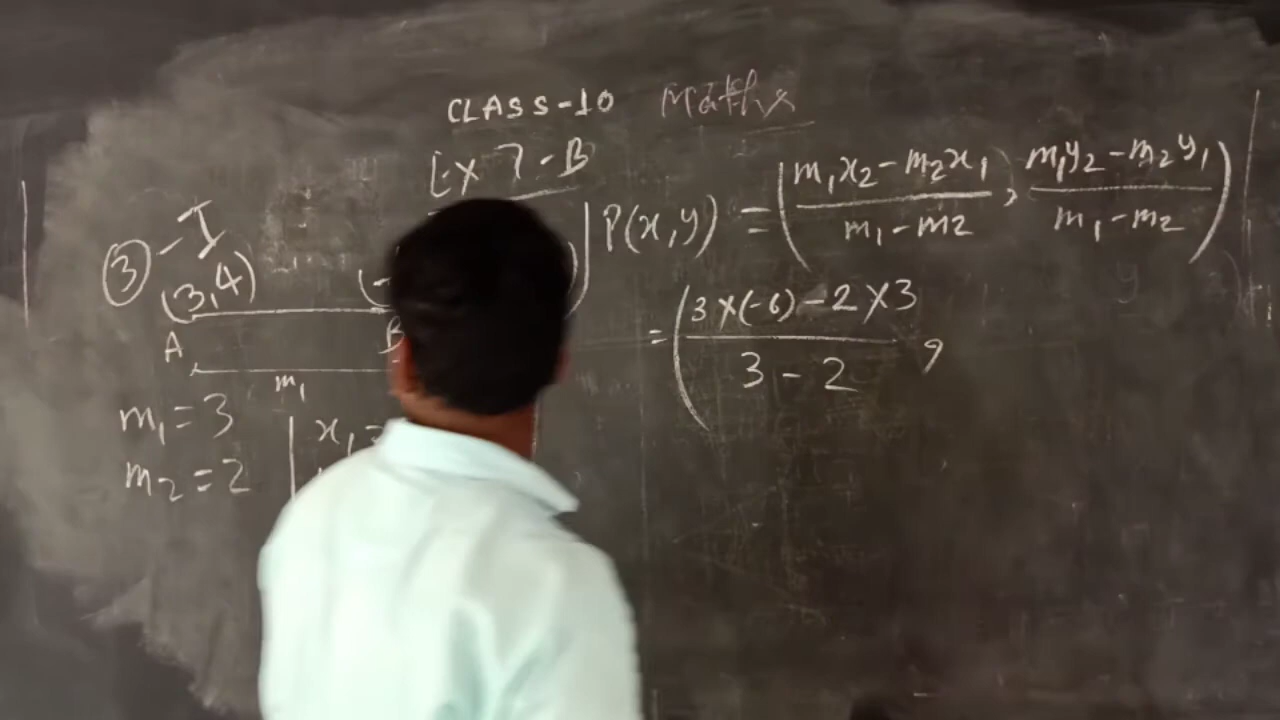 CLASS-10 Maths
Ex 7-B
③-I
(3,4) (-
A B
m₁
m₁ = 3
m₂ = 2
x₁ =
P(x,y) = (m₁x₂ - m₂x₁ / m₁ - m₂, m₁y₂ - m₂y₁ / m₁ - m₂)
= (3×(-6) - 2×3 / 3 - 2 ,